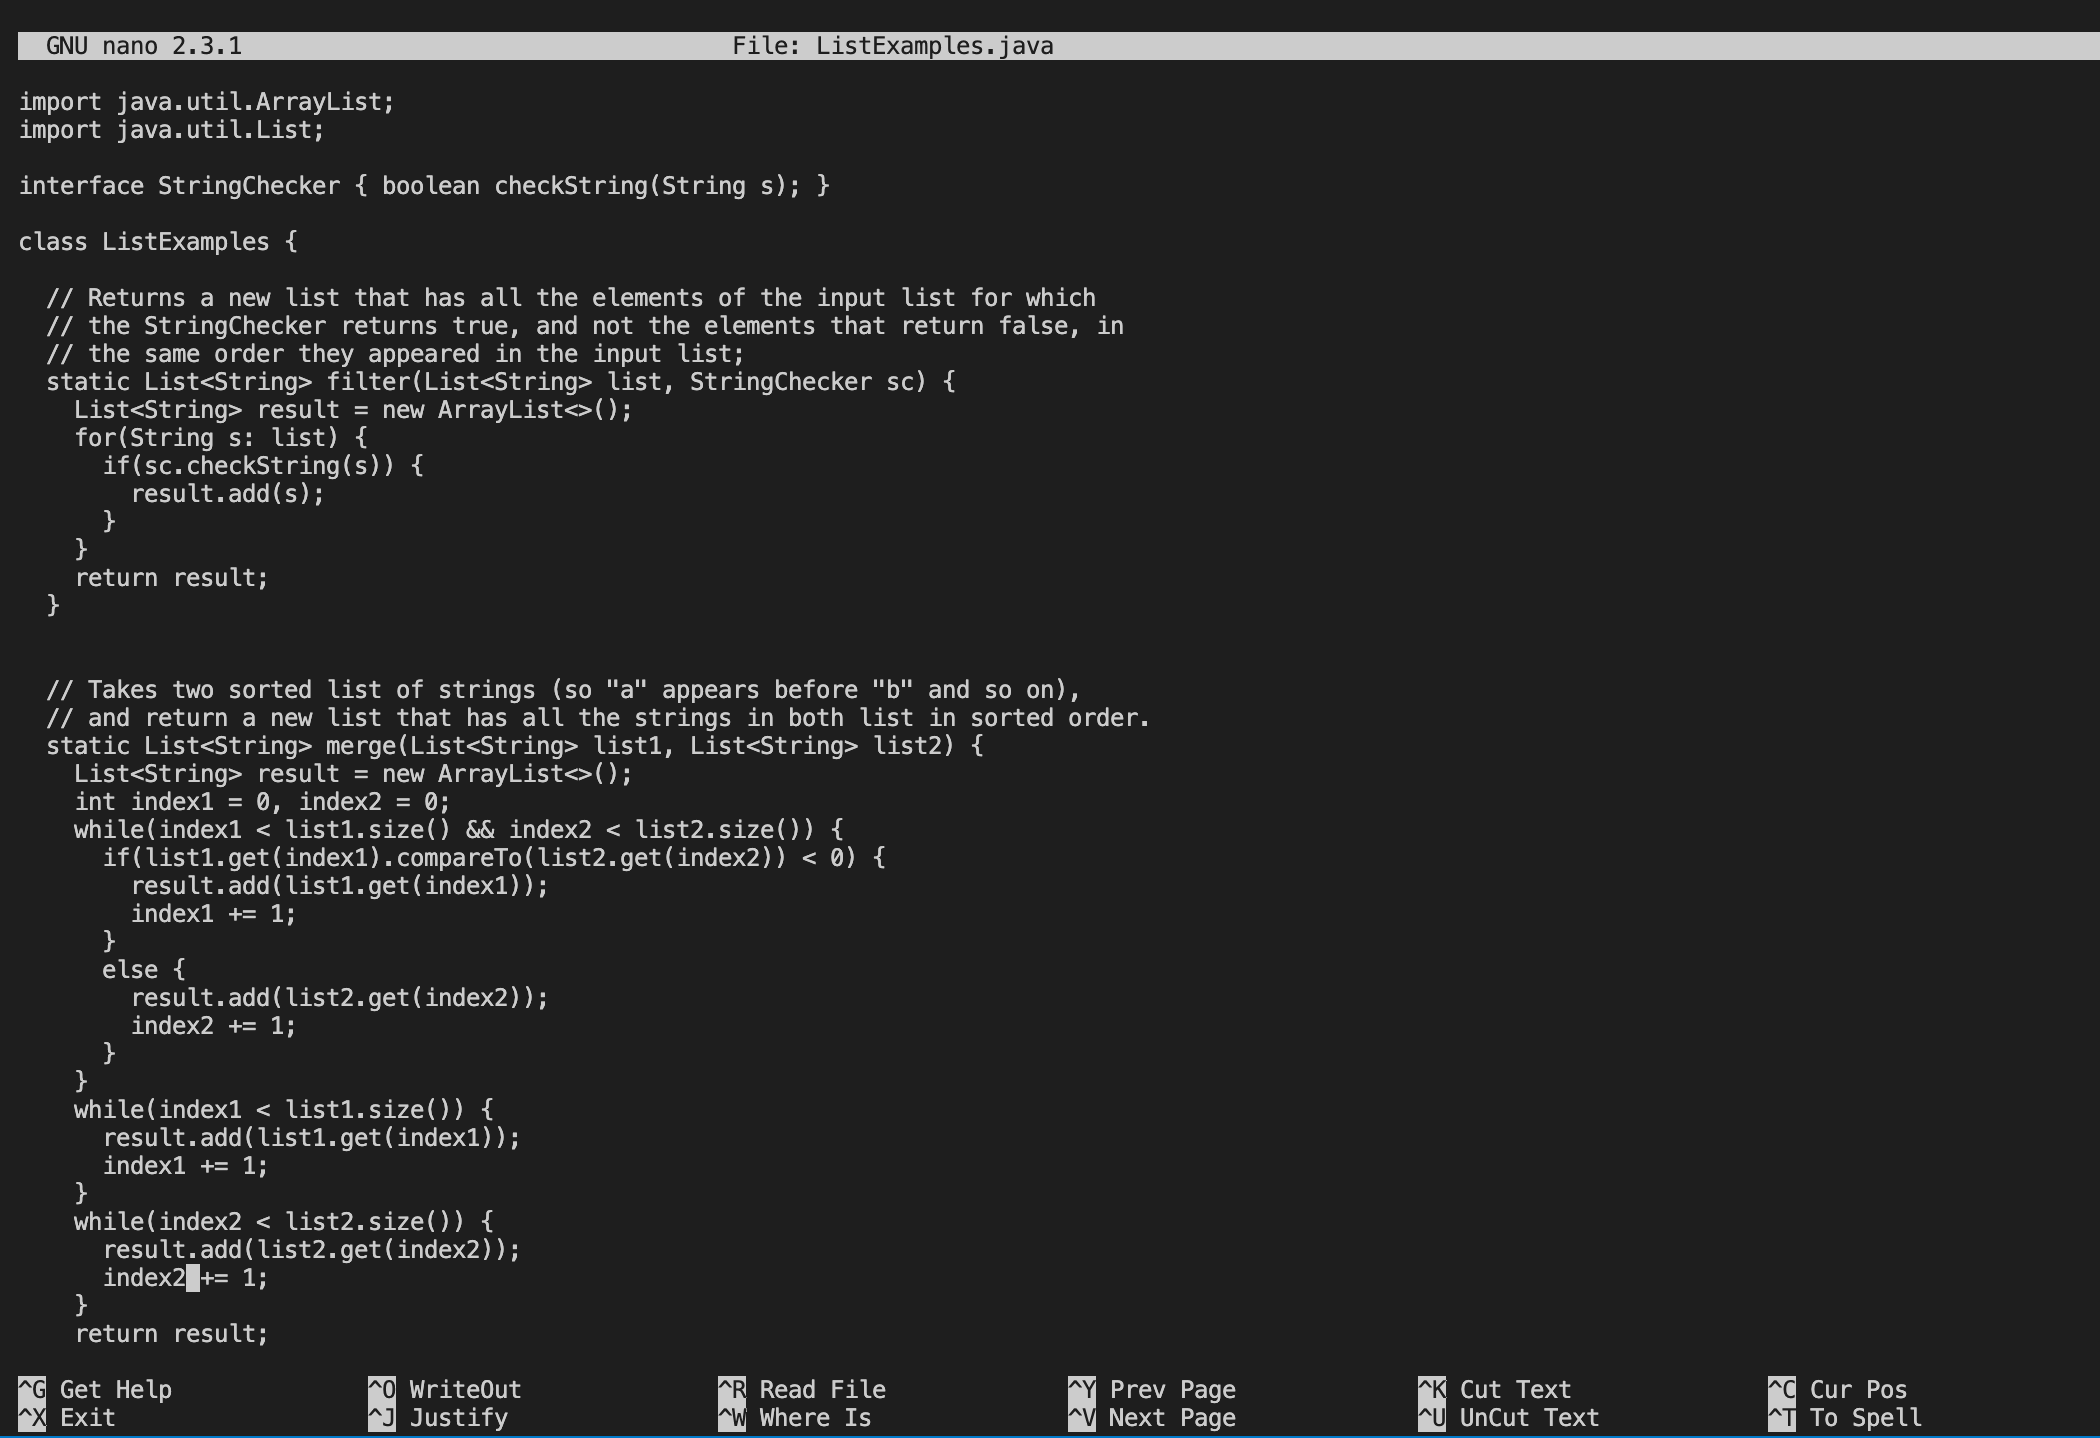 GNU nano 2.3.1 File: ListExamples.java
import java.util.ArrayList;
import java.util.List;
interface StringChecker { boolean checkString(String s); }
class ListExamples {
  // Returns a new list that has all the elements of the input list for which
  // the StringChecker returns true, and not the elements that return false, in
  // the same order they appeared in the input list;
  static List<String> filter(List<String> list, StringChecker sc) {
    List<String> result = new ArrayList<>();
    for(String s: list) {
      if(sc.checkString(s)) {
        result.add(s);
      }
    }
    return result;
  }
  // Takes two sorted list of strings (so "a" appears before "b" and so on),
  // and return a new list that has all the strings in both list in sorted order.
  static List<String> merge(List<String> list1, List<String> list2) {
    List<String> result = new ArrayList<>();
    int index1 = 0, index2 = 0;
    while(index1 < list1.size() && index2 < list2.size()) {
      if(list1.get(index1).compareTo(list2.get(index2)) < 0) {
        result.add(list1.get(index1));
        index1 += 1;
      }
      else {
        result.add(list2.get(index2));
        index2 += 1;
      }
    }
    while(index1 < list1.size()) {
      result.add(list1.get(index1));
      index1 += 1;
    }
    while(index2 < list2.size()) {
      result.add(list2.get(index2));
      index2 += 1;
    }
    return result;
^G Get Help ^O WriteOut ^R Read File ^Y Prev Page ^K Cut Text ^C Cur Pos
^X Exit ^J Justify ^W Where Is ^V Next Page ^U UnCut Text ^T To Spell